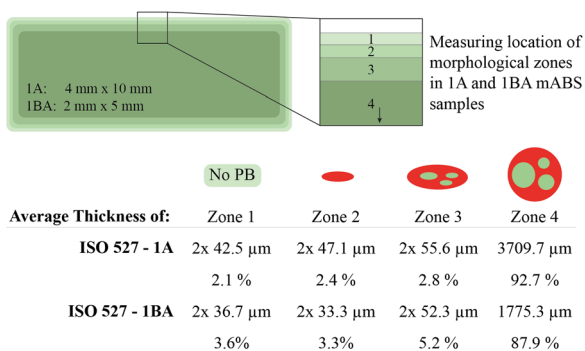 1A: 4 mm x 10 mm
1BA: 2 mm x 5 mm
1
2
3
4
Measuring location of
morphological zones
in 1A and 1BA mABS
samples
No PB
Average Thickness of: Zone 1 Zone 2 Zone 3 Zone 4
ISO 527 - 1A 2x 42.5 µm 2x 47.1 µm 2x 55.6 µm 3709.7 µm
2.1 % 2.4 % 2.8 % 92.7 %
ISO 527 - 1BA 2x 36.7 µm 2x 33.3 µm 2x 52.3 µm 1775.3 µm
3.6% 3.3% 5.2 % 87.9 %